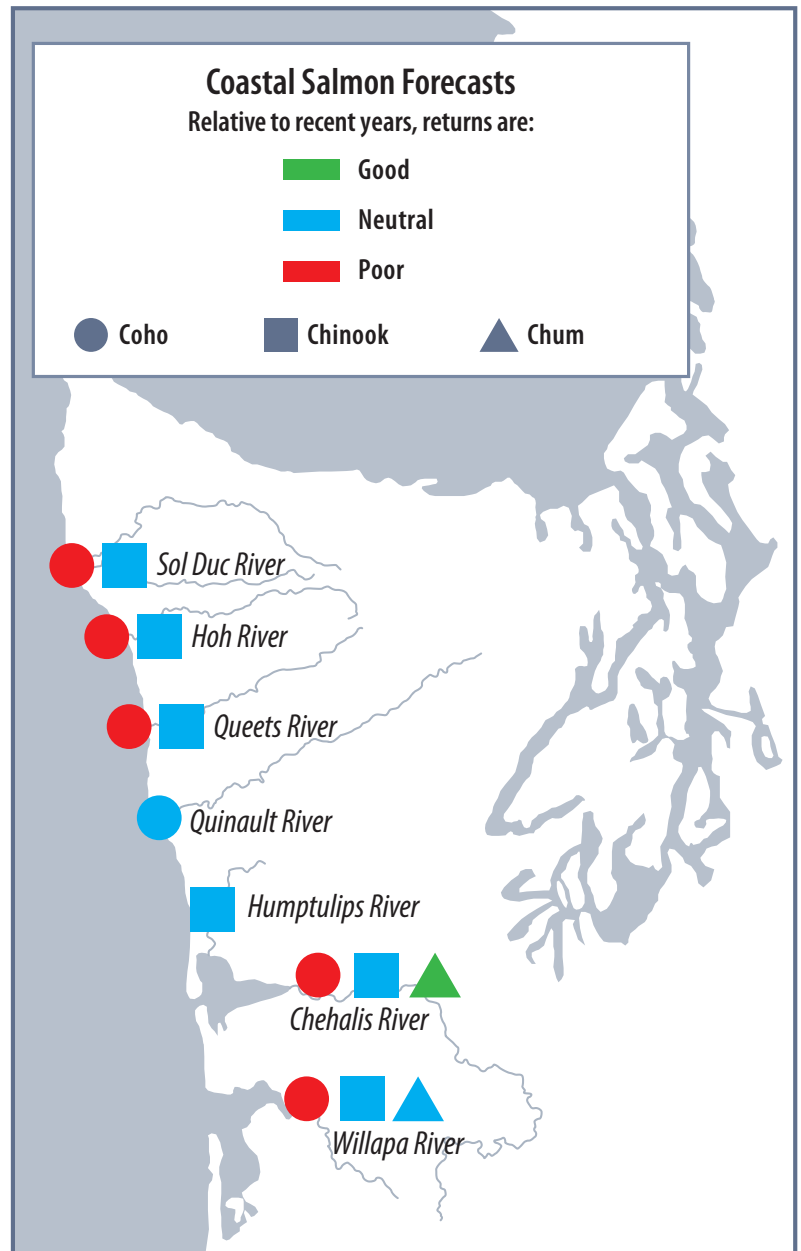 Coastal Salmon Forecasts
Relative to recent years, returns are:
Good
Neutral
Poor
Coho Chinook Chum
Sol Duc River
Hoh River
Queets River
Quinault River
Humptulips River
Chehalis River
Willapa River